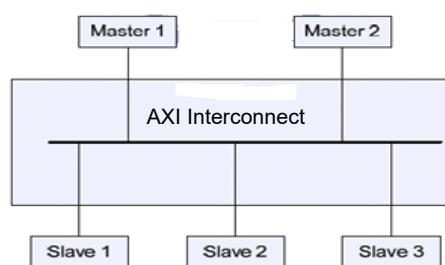 Master 1 Master 2
AXI Interconnect
Slave 1 Slave 2 Slave 3